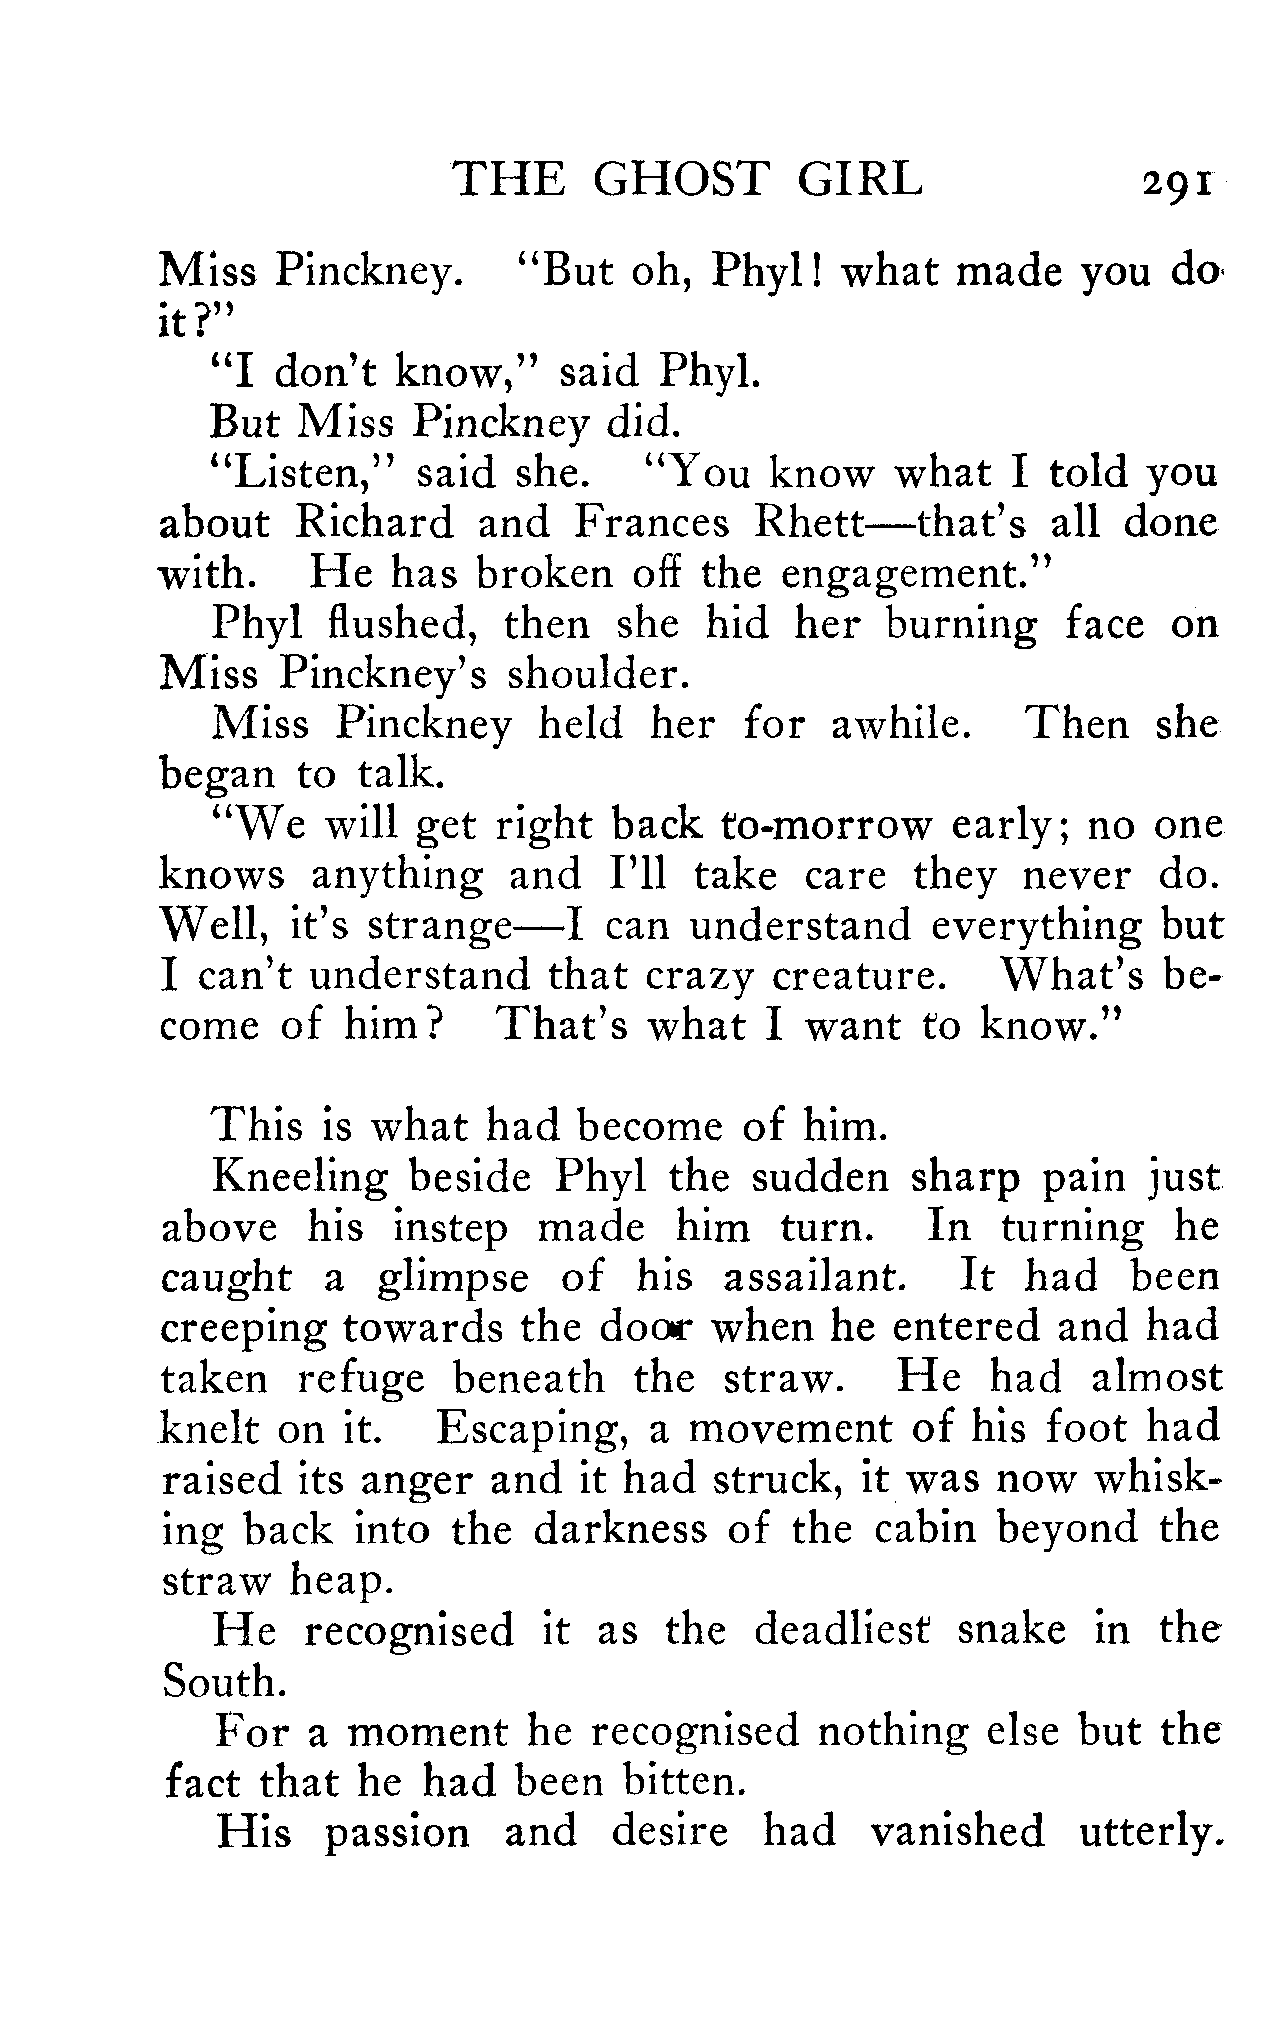 THE GHOST GIRL 291
Miss Pinckney. "But oh, Phyl! what made you do
it?"
"I don't know," said Phyl.
But Miss Pinckney did.
"Listen," said she. "You know what I told you
about Richard and Frances Rhett—that's all done
with. He has broken off the engagement."
Phyl flushed, then she hid her burning face on
Miss Pinckney's shoulder.
Miss Pinckney held her for awhile. Then she
began to talk.
"We will get right back to-morrow early; no one
knows anything and I'll take care they never do.
Well, it's strange—I can understand everything but
I can't understand that crazy creature. What's be-
come of him? That's what I want to know."
This is what had become of him.
Kneeling beside Phyl the sudden sharp pain just
above his instep made him turn. In turning he
caught a glimpse of his assailant. It had been
creeping towards the door when he entered and had
taken refuge beneath the straw. He had almost
knelt on it. Escaping, a movement of his foot had
raised its anger and it had struck, it was now whisk-
ing back into the darkness of the cabin beyond the
straw heap.
He recognised it as the deadliest snake in the
South.
For a moment he recognised nothing else but the
fact that he had been bitten.
His passion and desire had vanished utterly.